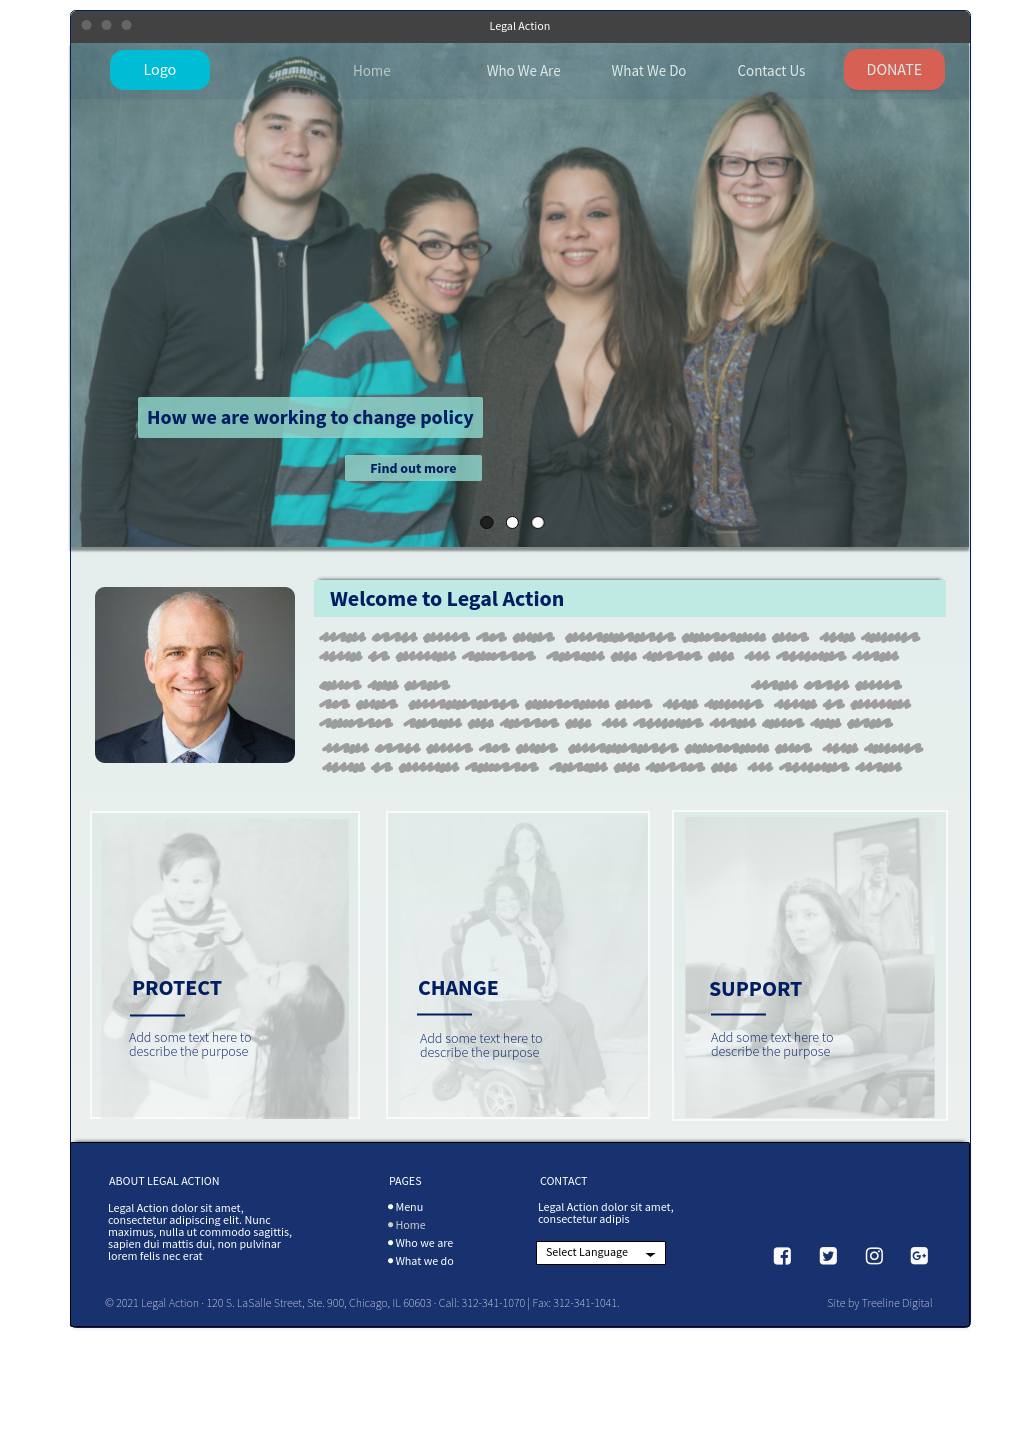 Legal Action
Logo
Home
Who We Are
What We Do
Contact Us
DONATE
SHAMROCK
FOOTBALL
How we are working to change policy
Find out more
Welcome to Legal Action
PROTECT
Add some text here to
describe the purpose
CHANGE
Add some text here to
describe the purpose
SUPPORT
Add some text here to
describe the purpose
ABOUT LEGAL ACTION
Legal Action dolor sit amet,
consectetur adipiscing elit. Nunc
maximus, nulla ut commodo sagittis,
sapien dui mattis dui, non pulvinar
lorem felis nec erat
PAGES
Menu
Home
Who we are
What we do
CONTACT
Legal Action dolor sit amet,
consectetur adipis
Select Language
© 2021 Legal Action · 120 S. LaSalle Street, Ste. 900, Chicago, IL 60603 · Call: 312-341-1070 | Fax: 312-341-1041.
Site by Treeline Digital